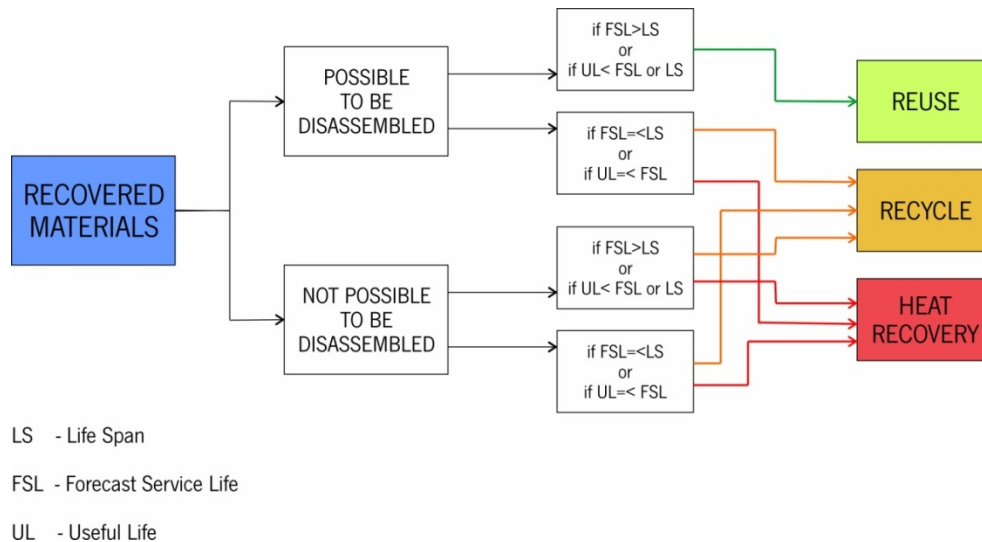 RECOVERED
MATERIALS
POSSIBLE
TO BE
DISASSEMBLED
NOT POSSIBLE
TO BE
DISASSEMBLED
if FSL>LS
or
if UL< FSL or LS
if FSL=<LS
or
if UL=< FSL
if FSL>LS
or
if UL< FSL or LS
if FSL=<LS
or
if UL=< FSL
REUSE
RECYCLE
HEAT
RECOVERY
LS - Life Span
FSL - Forecast Service Life
UL - Useful Life